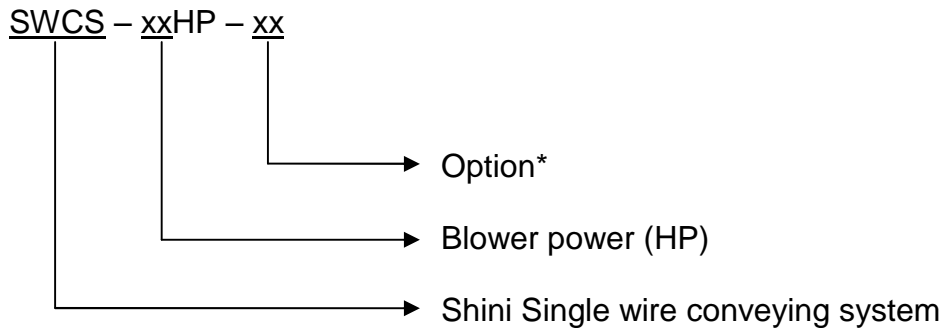 SWCS – xxHP – xx
Option*
Blower power (HP)
Shini Single wire conveying system